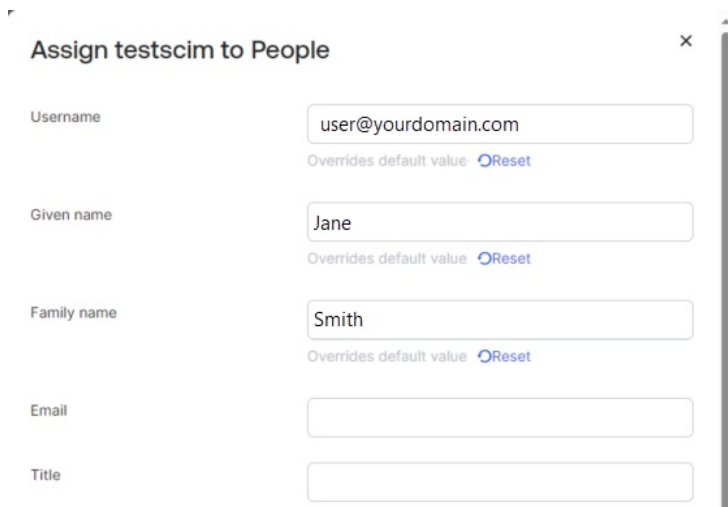 Assign testscim to People
Username
user@yourdomain.com
Overrides default value Reset
Given name
Jane
Overrides default value Reset
Family name
Smith
Overrides default value Reset
Email
Title